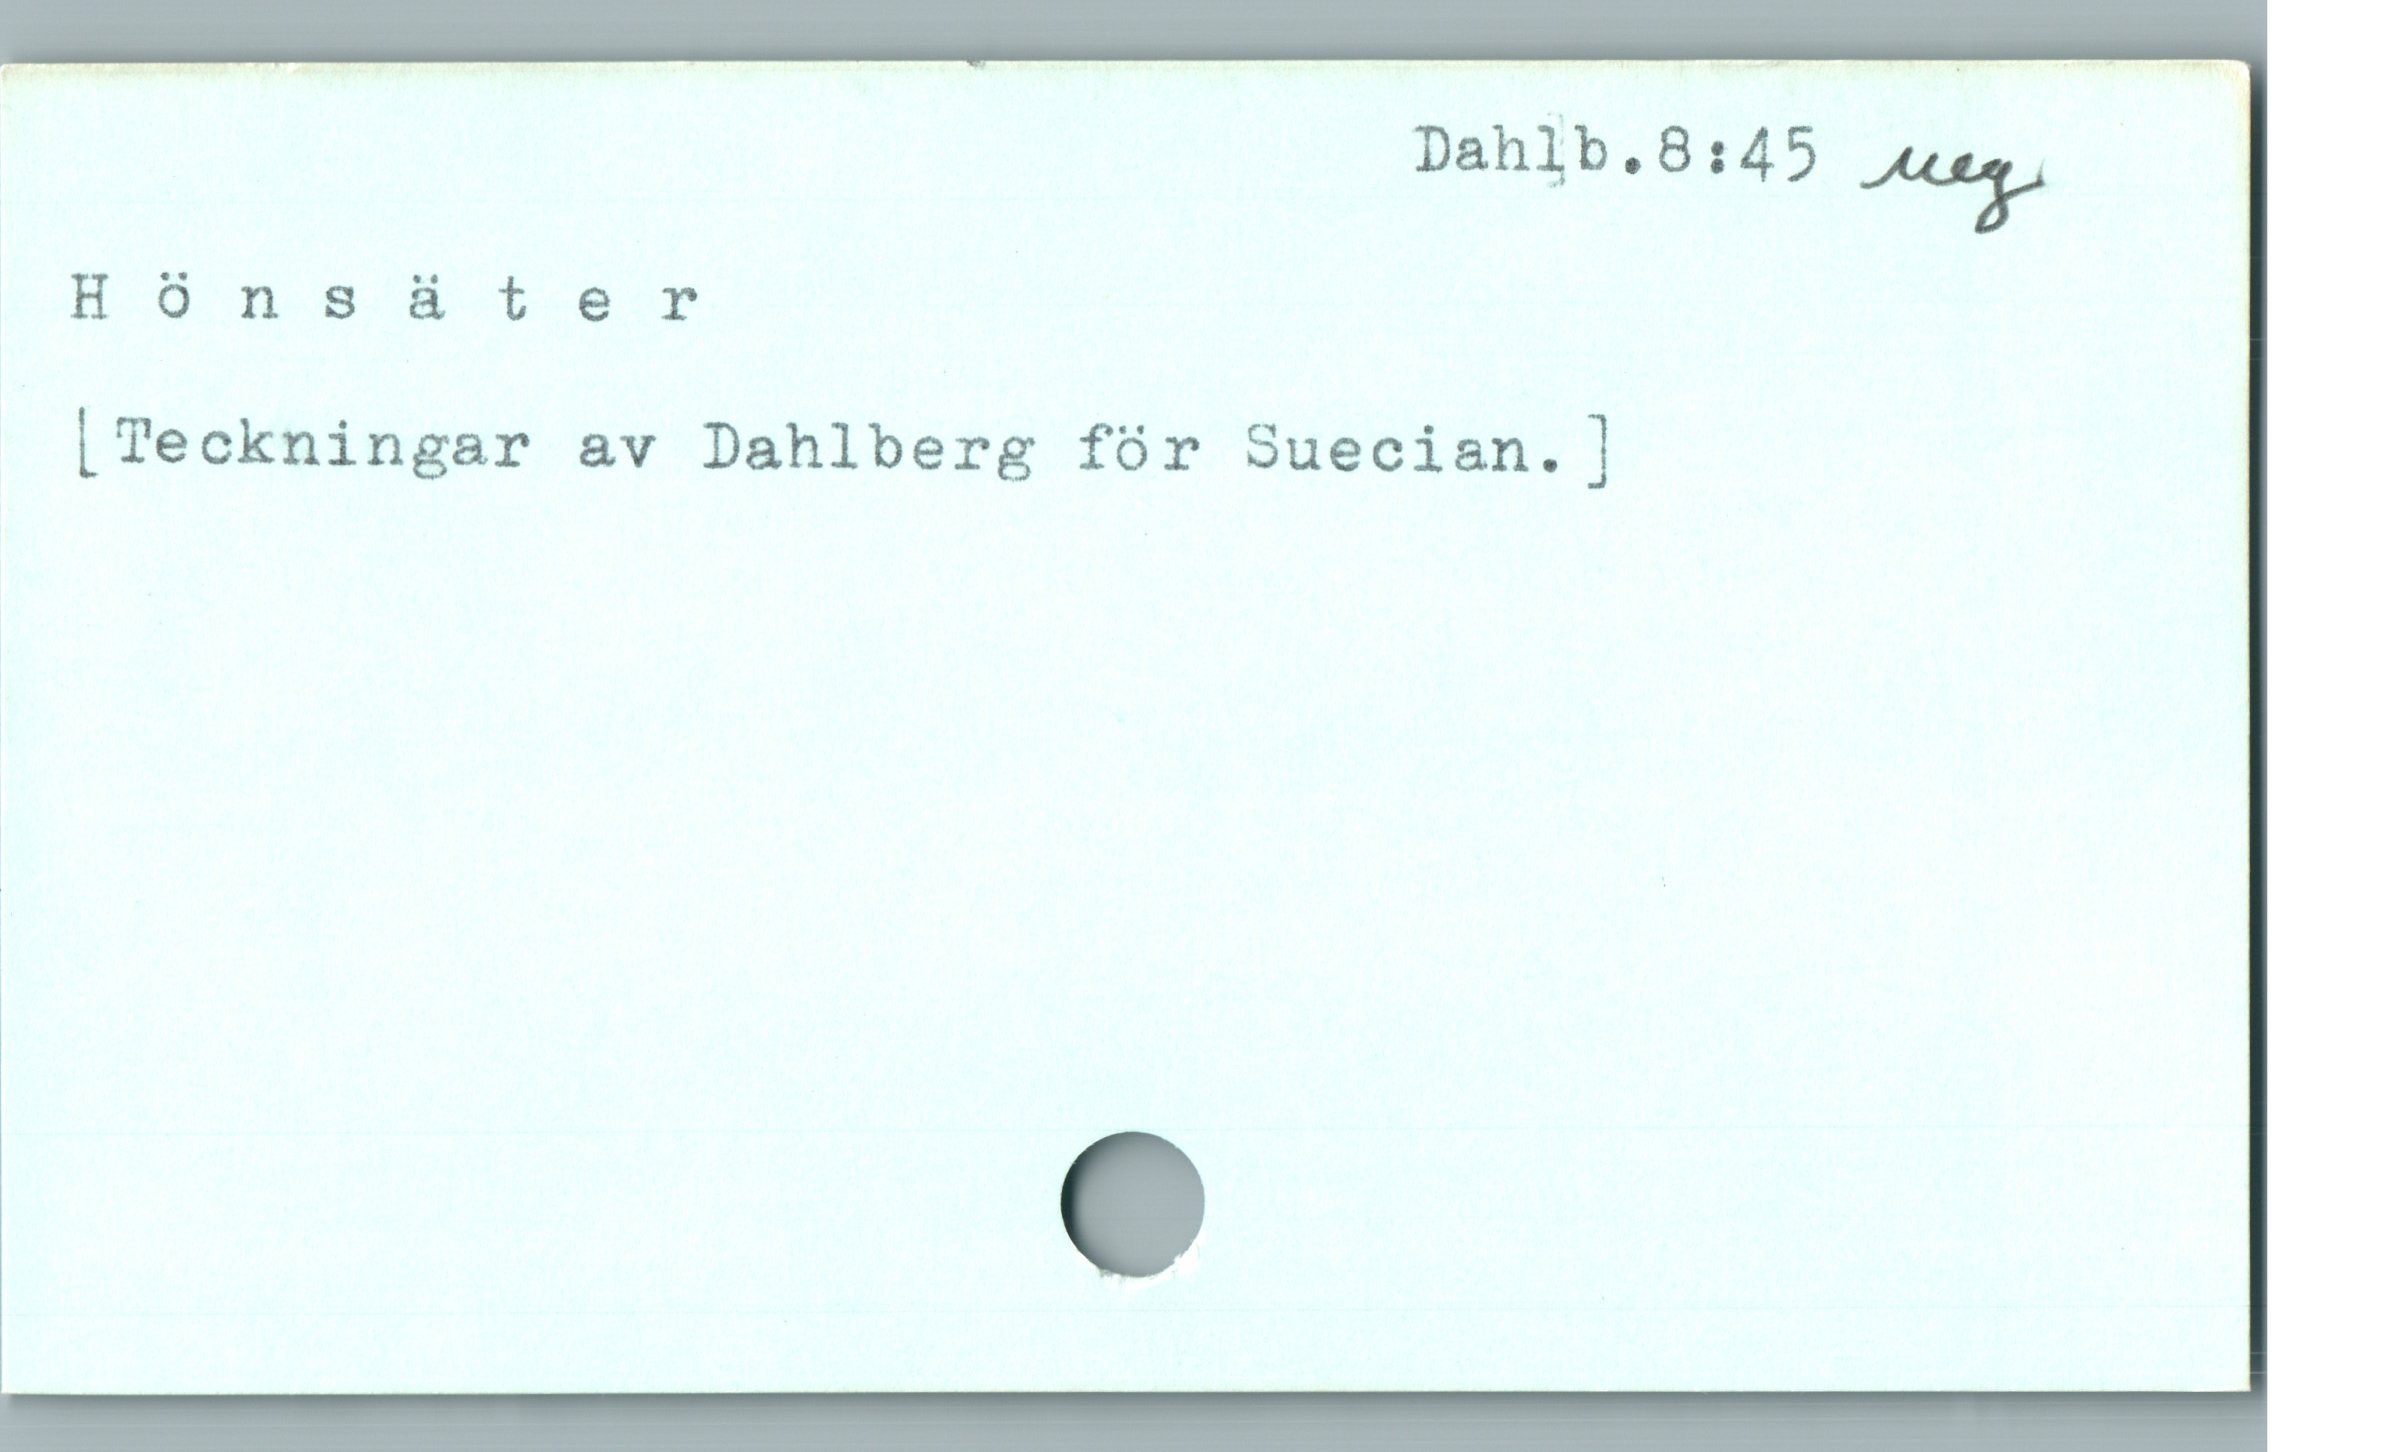 Dahlb.8:45 neg
H ö n s ä t e r
[Teckningar av Dahlberg för Suecian.]